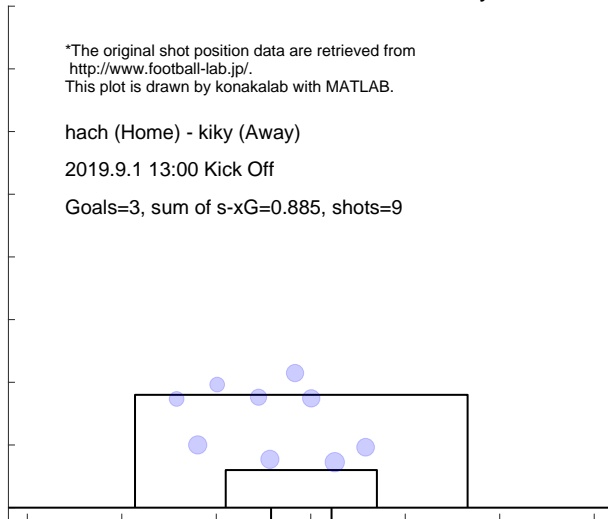 *The original shot position data are retrieved from
http://www.football-lab.jp/.
This plot is drawn by konakalab with MATLAB.
hach (Home) - kiky (Away)
2019.9.1 13:00 Kick Off
Goals=3, sum of s-xG=0.885, shots=9